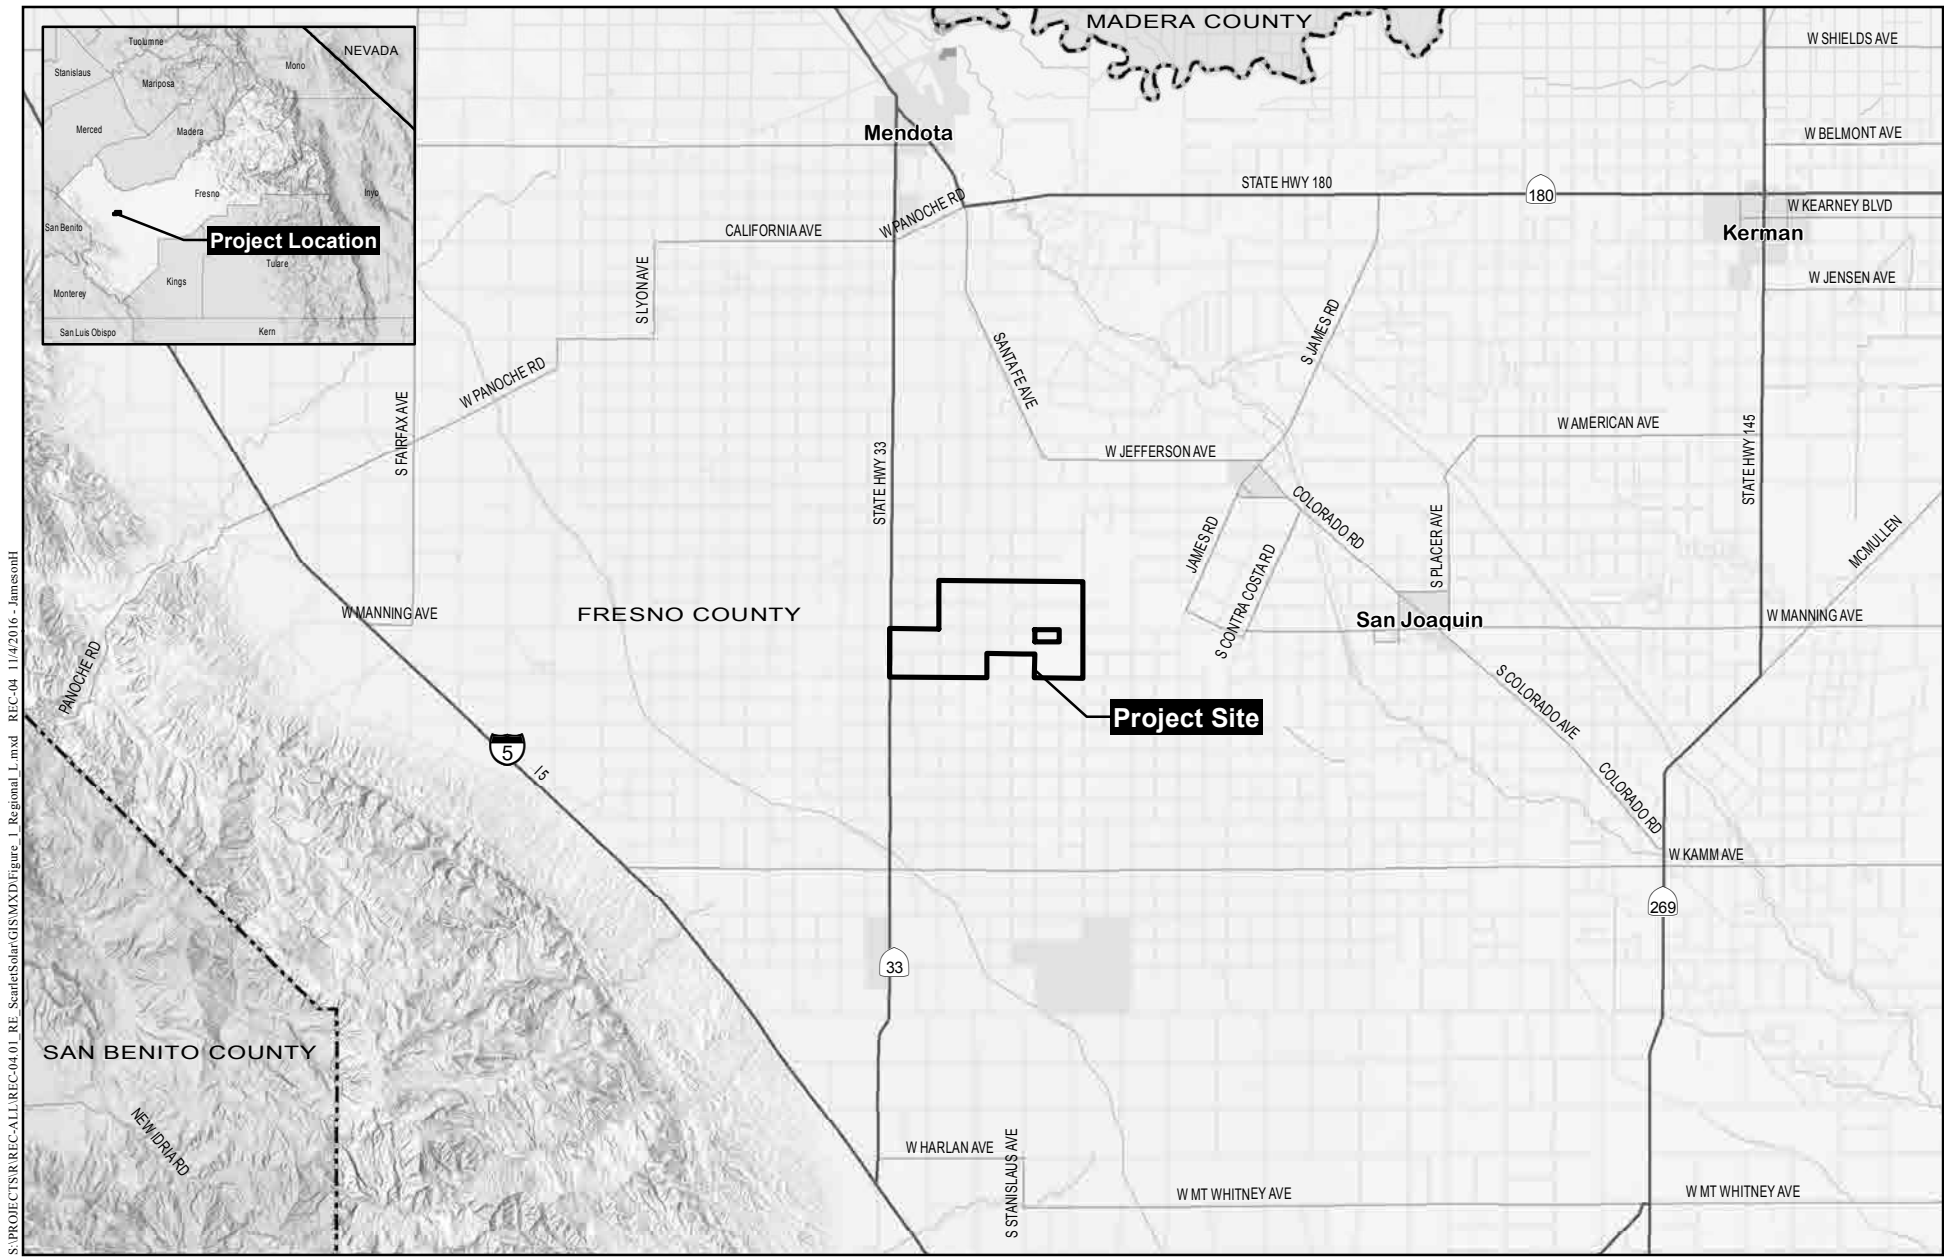 MADERA COUNTY
W SHIELDS AVE
NEVADA
Tuolumne
Stanislaus
Mono
Mariposa
Merced
Madera
Fresno
Inyo
San Benito
Project Location
Tulare
Kings
Monterey
San Luis Obispo
Kern
Mendota
W BELMONT AVE
STATE HWY 180
180
W KEARNEY BLVD
Kerman
W PANOCHE RD
CALIFORNIA AVE
W JENSEN AVE
S LYON AVE
S JAMES RD
SANTA FE AVE
W PANOCHE RD
S FAIRFAX AVE
W AMERICAN AVE
STATE HWY 145
W JEFFERSON AVE
STATE HWY 33
COLORADO RD
JAMES RD
S CONTRA COSTA RD
S PLACER AVE
MCMULLEN
W MANNING AVE
FRESNO COUNTY
San Joaquin
W MANNING AVE
PANOCHE RD
Project Site
S COLORADO AVE
5
I 5
COLORADO RD
W KAMM AVE
269
33
SAN BENITO COUNTY
NEW IDRIA RD
W HARLAN AVE
S STANISLAUS AVE
W MT WHITNEY AVE
W MT WHITNEY AVE
S:\PROJECTS\R\REC-ALL\REC-04.01_RE_ScarletSolar\GIS\MXD\Figure_1_Regional_L.mxd REC-04 11/4/2016 - JamesonH